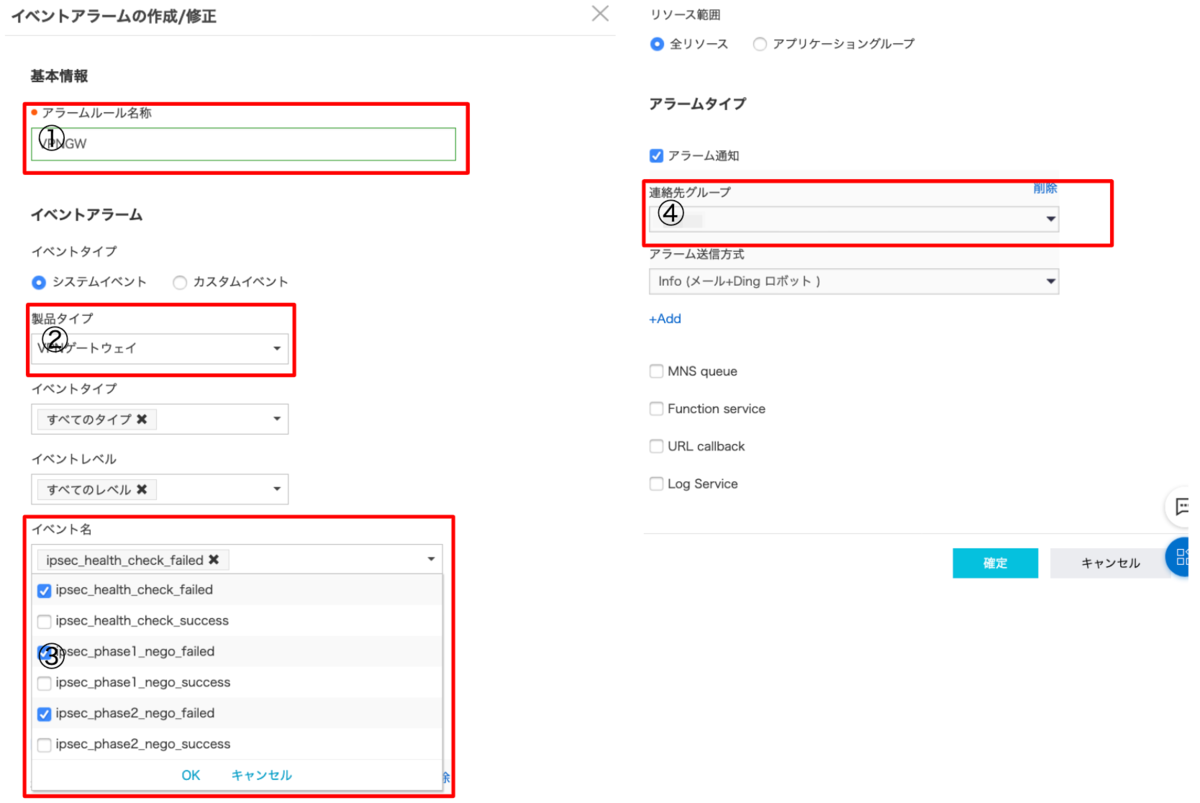 イベントアラームの作成/修正
基本情報
アラームルール名称
①
VPNGW
イベントアラーム
イベントタイプ
システムイベント
カスタムイベント
製品タイプ
②
VPNゲートウェイ
イベントタイプ
すべてのタイプ ✖
イベントレベル
すべてのレベル ✖
イベント名
ipsec_health_check_failed ✖
ipsec_health_check_failed
ipsec_health_check_success
③
ipsec_phase1_nego_failed
ipsec_phase1_nego_success
ipsec_phase2_nego_failed
ipsec_phase2_nego_success
OK キャンセル
除
リソース範囲
全リソース
アプリケーショングループ
アラームタイプ
アラーム通知
連絡先グループ
削除
④
アラーム送信方式
Info (メール+Ding ロボット )
+Add
MNS queue
Function service
URL callback
Log Service
確定
キャンセル